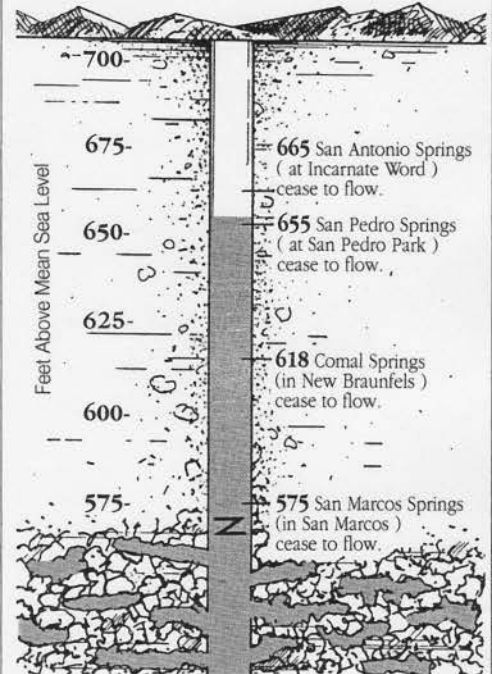 700-
675-
650-
625-
600-
575-
Feet Above Mean Sea Level
665 San Antonio Springs
( at Incarnate Word )
cease to flow.
655 San Pedro Springs
( at San Pedro Park )
cease to flow.
618 Comal Springs
(in New Braunfels )
cease to flow.
575 San Marcos Springs
(in San Marcos )
cease to flow.